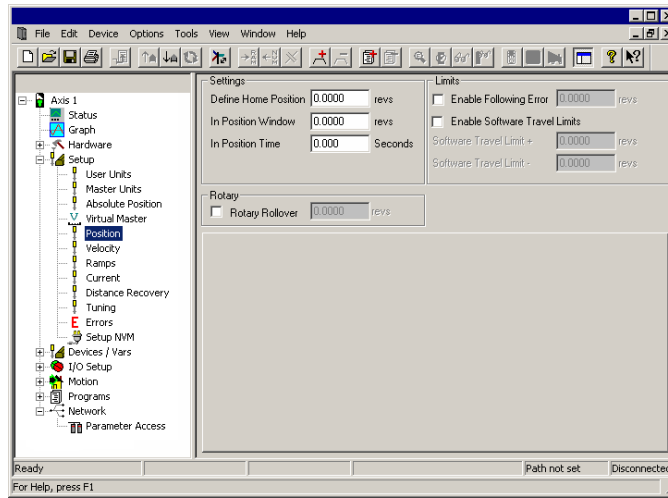 File Edit Device Options Tools View Window Help
Axis 1
Status
Graph
Hardware
Setup
User Units
Master Units
Absolute Position
Virtual Master
Position
Velocity
Ramps
Current
Distance Recovery
Tuning
Errors
Setup NVM
Devices / Vars
I/O Setup
Motion
Programs
Network
Parameter Access
Settings
Define Home Position 0.0000 revs
In Position Window 0.0000 revs
In Position Time 0.000 Seconds
Limits
Enable Following Error 0.0000 revs
Enable Software Travel Limits
Software Travel Limit + 0.0000 revs
Software Travel Limit - 0.0000 revs
Rotary
Rotary Rollover 0.0000 revs
Ready Path not set Disconnected
For Help, press F1